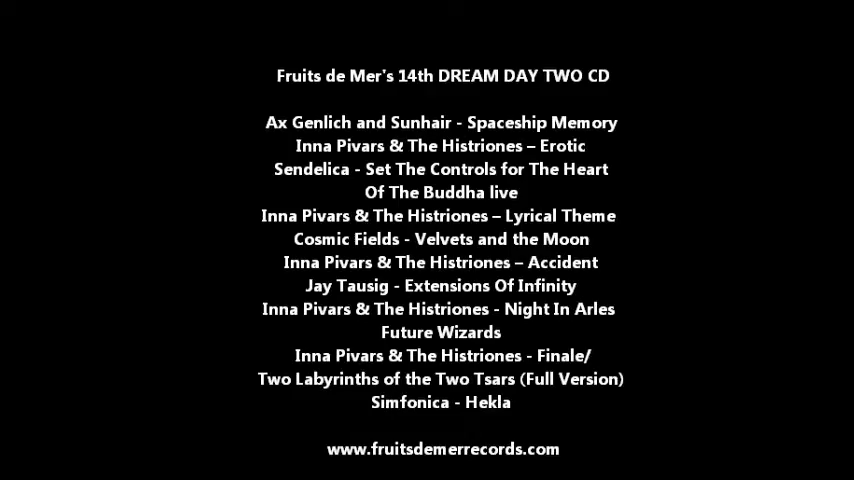 Fruits de Mer's 14th DREAM DAY TWO CD
Ax Genlich and Sunhair - Spaceship Memory
Inna Pivars & The Histriones – Erotic
Sendelica - Set The Controls for The Heart
Of The Buddha live
Inna Pivars & The Histriones – Lyrical Theme
Cosmic Fields - Velvets and the Moon
Inna Pivars & The Histriones – Accident
Jay Tausig - Extensions Of Infinity
Inna Pivars & The Histriones - Night In Arles
Future Wizards
Inna Pivars & The Histriones - Finale/
Two Labyrinths of the Two Tsars (Full Version)
Simfonica - Hekla
www.fruitsdemerrecords.com